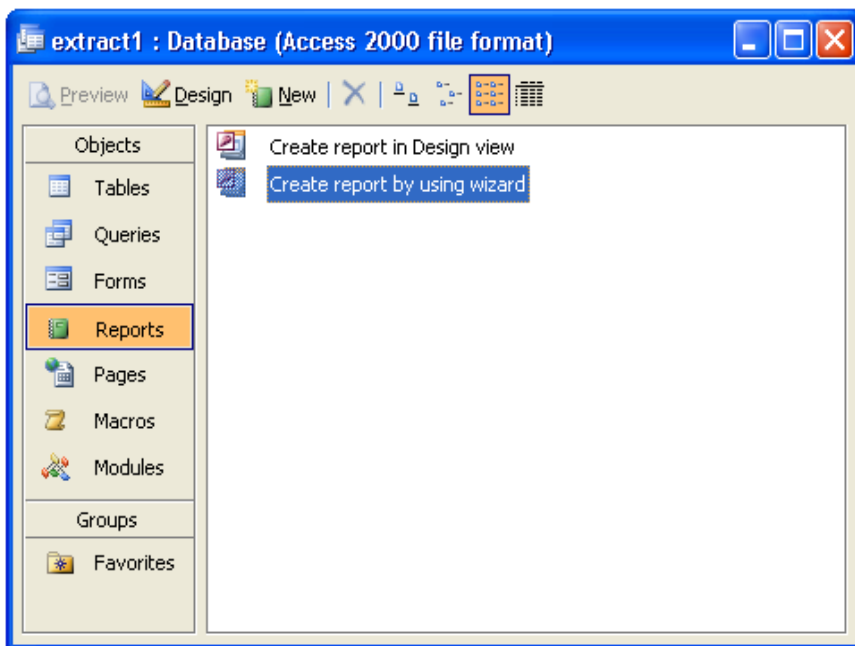 extract1 : Database (Access 2000 file format)
Preview Design New
Objects
Tables
Queries
Forms
Reports
Pages
Macros
Modules
Groups
Favorites
Create report in Design view
Create report by using wizard